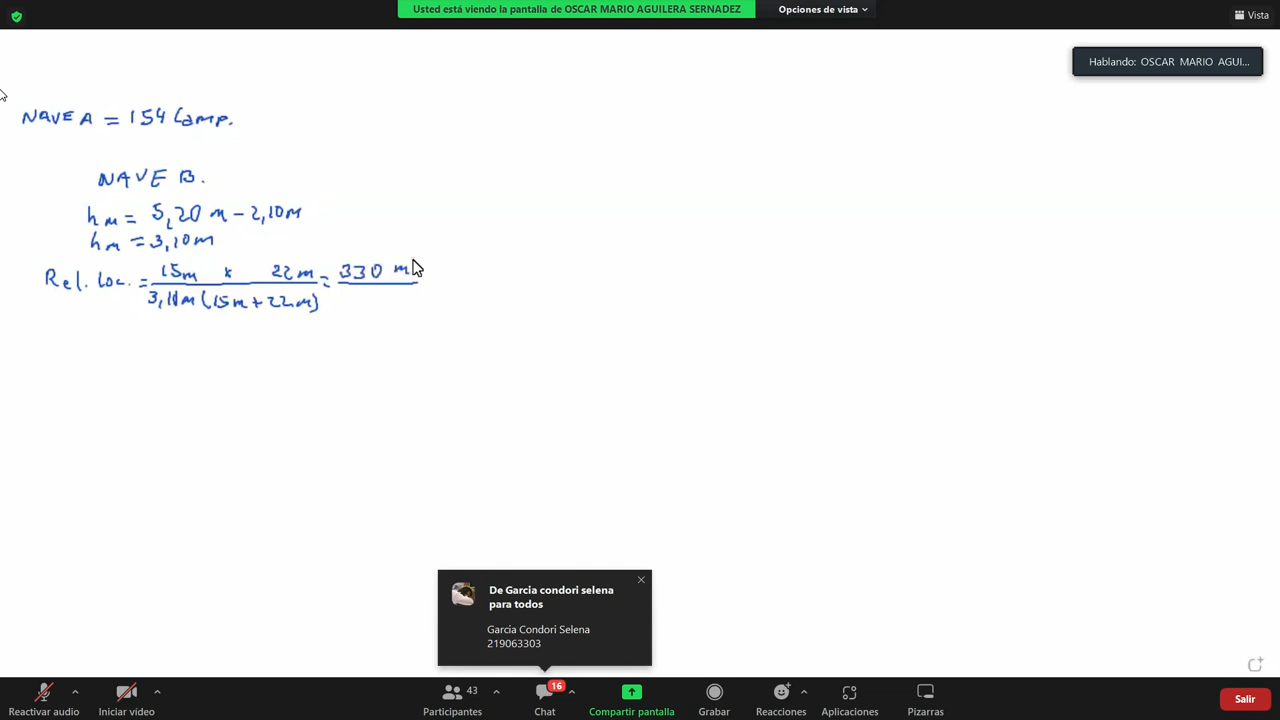 Usted está viendo la pantalla de OSCAR MARIO AGUILERA SERNADEZ
Opciones de vista
Vista
Hablando: OSCAR MARIO AGUI...
NAVE A = 154 Lamp.
NAVE B.
hm = 5,20 m - 2,10m
hm = 3,10m
Rel. Loc. = 15m * 22m = 330 m
3,10m (15m + 22m)
De Garcia condori selena
para todos
Garcia Condori Selena
219063303
Reactivar audio
Iniciar video
43
Participantes
16
Chat
Compartir pantalla
Grabar
Reacciones
Aplicaciones
Pizarras
Salir